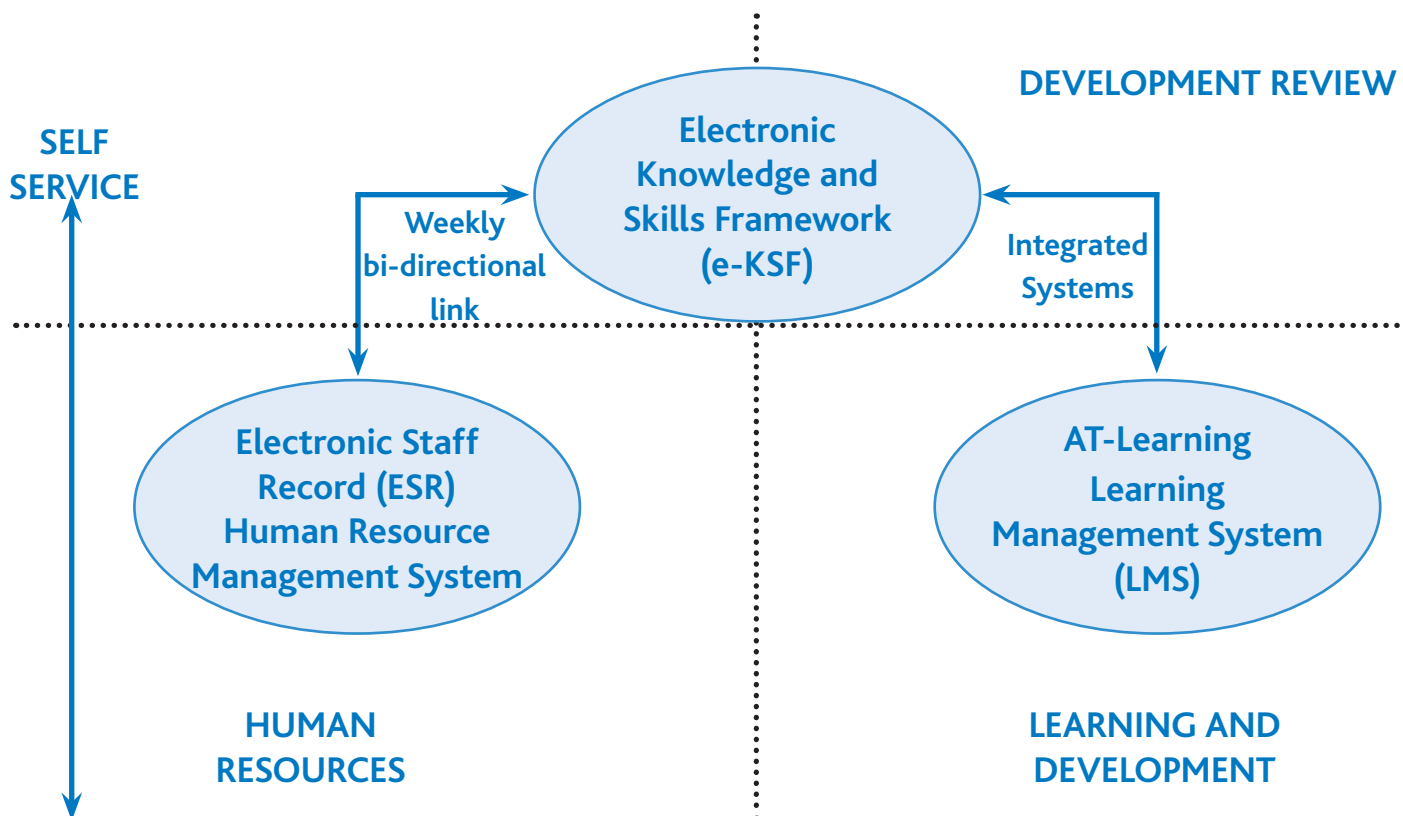 DEVELOPMENT REVIEW
SELF
SERVICE
Electronic
Knowledge and
Skills Framework
(e-KSF)
Weekly
bi-directional
link
Integrated
Systems
Electronic Staff
Record (ESR)
Human Resource
Management System
AT-Learning
Learning
Management System
(LMS)
HUMAN
RESOURCES
LEARNING AND
DEVELOPMENT